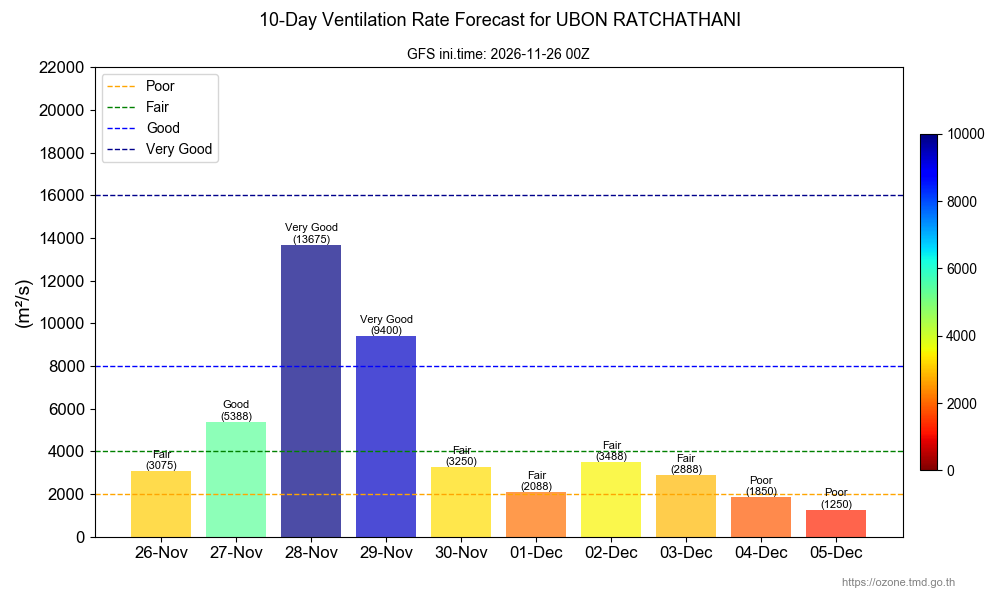 10-Day Ventilation Rate Forecast for UBON RATCHATHANI
GFS ini.time: 2026-11-26 00Z
(m²/s)
22000
20000
18000
16000
14000
12000
10000
8000
6000
4000
2000
0
Poor
Fair
Good
Very Good
Fair
(3075)
Good
(5388)
Very Good
(13675)
Very Good
(9400)
Fair
(3250)
Fair
(2088)
Fair
(3488)
Fair
(2888)
Poor
(1850)
Poor
(1250)
26-Nov 27-Nov 28-Nov 29-Nov 30-Nov 01-Dec 02-Dec 03-Dec 04-Dec 05-Dec
10000
8000
6000
4000
2000
0
https://ozone.tmd.go.th